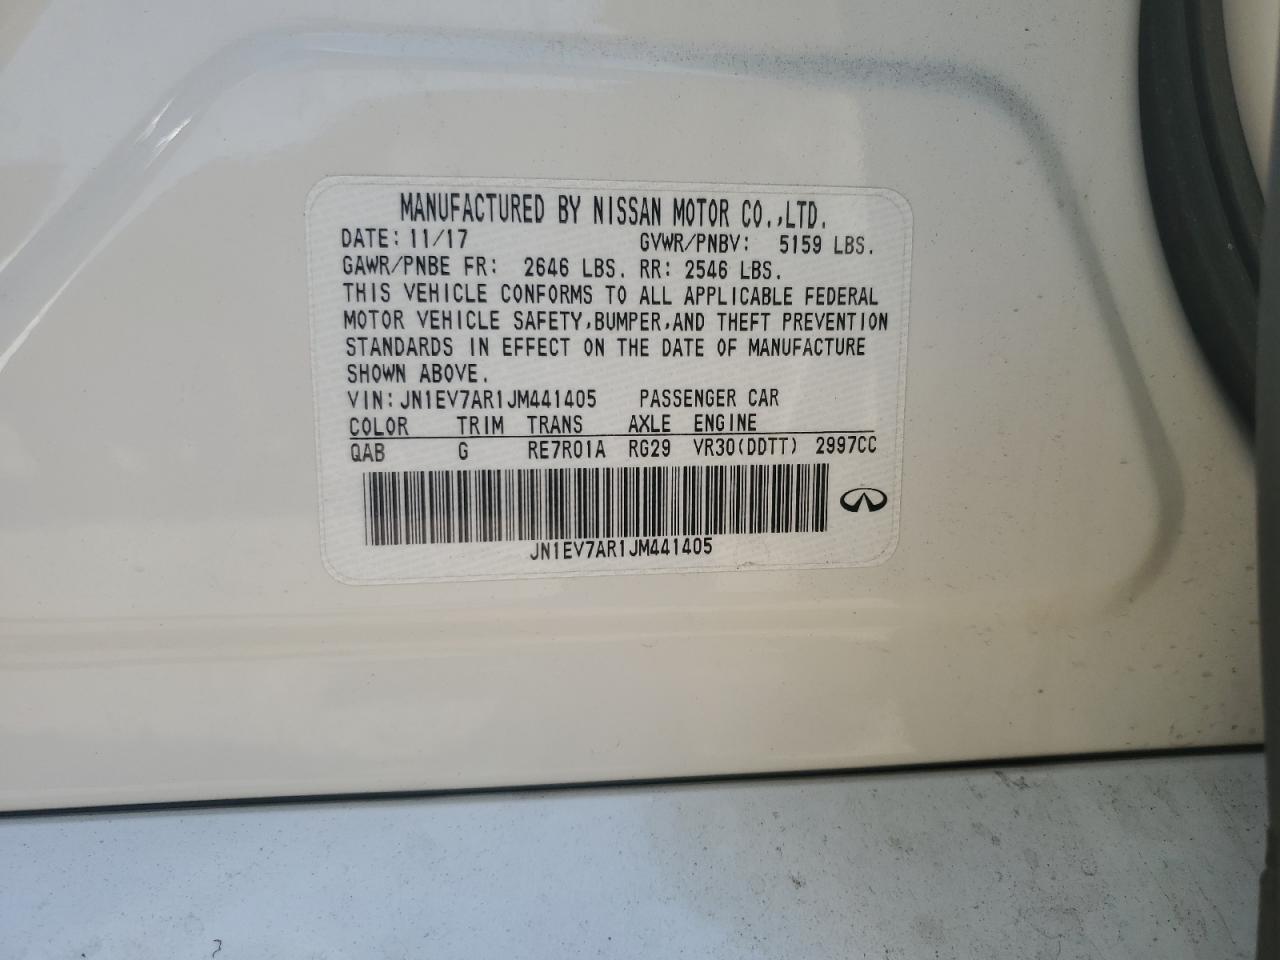 MANUFACTURED BY NISSAN MOTOR CO.,LTD.
DATE: 11/17 GVWR/PNBV: 5159 LBS.
GAWR/PNBE FR: 2646 LBS. RR: 2546 LBS.
THIS VEHICLE CONFORMS TO ALL APPLICABLE FEDERAL
MOTOR VEHICLE SAFETY,BUMPER,AND THEFT PREVENTION
STANDARDS IN EFFECT ON THE DATE OF MANUFACTURE
SHOWN ABOVE.
VIN: JN1EV7AR1JM441405 PASSENGER CAR
COLOR TRIM TRANS AXLE ENGINE
QAB G RE7R01A RG29 VR30(DDTT) 2997CC
JN1EV7AR1JM441405